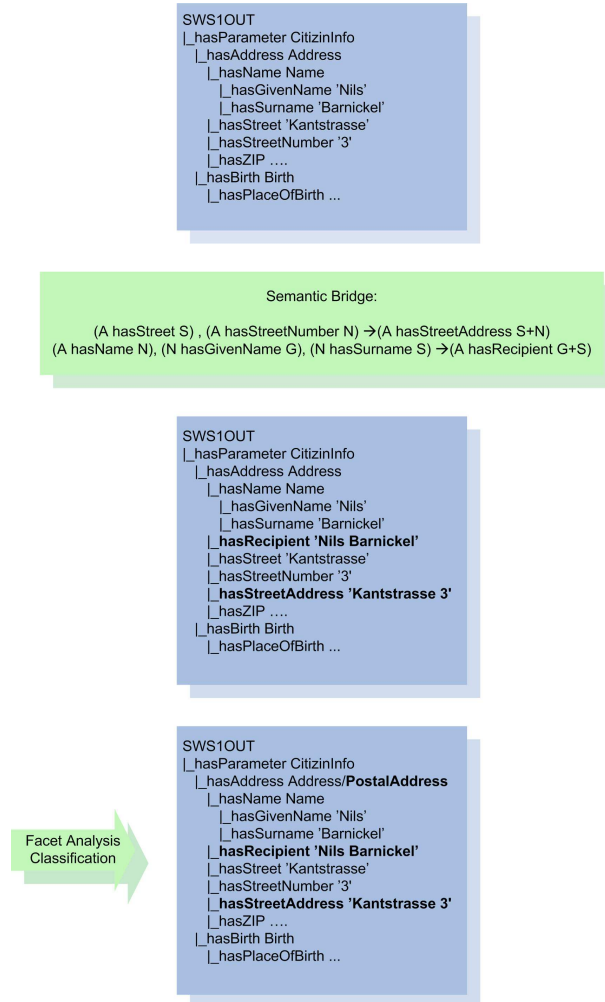 SWS1OUT
|_hasParameter CitizinInfo
|_hasAddress Address
|_hasName Name
|_hasGivenName 'Nils'
|_hasSurname 'Barnickel’
|_hasStreet 'Kantstrasse’
|_hasStreetNumber '3'
|_hasZIP ….
|_hasBirth Birth
|_hasPlaceOfBirth ...
Semantic Bridge:
(A hasStreet S) , (A hasStreetNumber N) →(A hasStreetAddress S+N)
(A hasName N), (N hasGivenName G), (N hasSurname S) →(A hasRecipient G+S)
SWS1OUT
|_hasParameter CitizinInfo
|_hasAddress Address
|_hasName Name
|_hasGivenName ’Nils’
|_hasSurname ’Barnickel’
|_hasRecipient ’Nils Barnickel’
|_hasStreet ’Kantstrasse’
|_hasStreetNumber '3'
|_hasStreetAddress ’Kantstrasse 3'
|_hasZIP ….
|_hasBirth Birth
|_hasPlaceOfBirth ...
SWS1OUT
|_hasParameter CitizinInfo
|_hasAddress Address/PostalAddress
|_hasName Name
|_hasGivenName ’Nils’
|_hasSurname ’Barnickel’
|_hasRecipient ’Nils Barnickel’
|_hasStreet ’Kantstrasse’
|_hasStreetNumber '3'
|_hasStreetAddress ’Kantstrasse 3'
|_hasZIP ….
|_hasBirth Birth
|_hasPlaceOfBirth ...
Facet Analysis
Classification